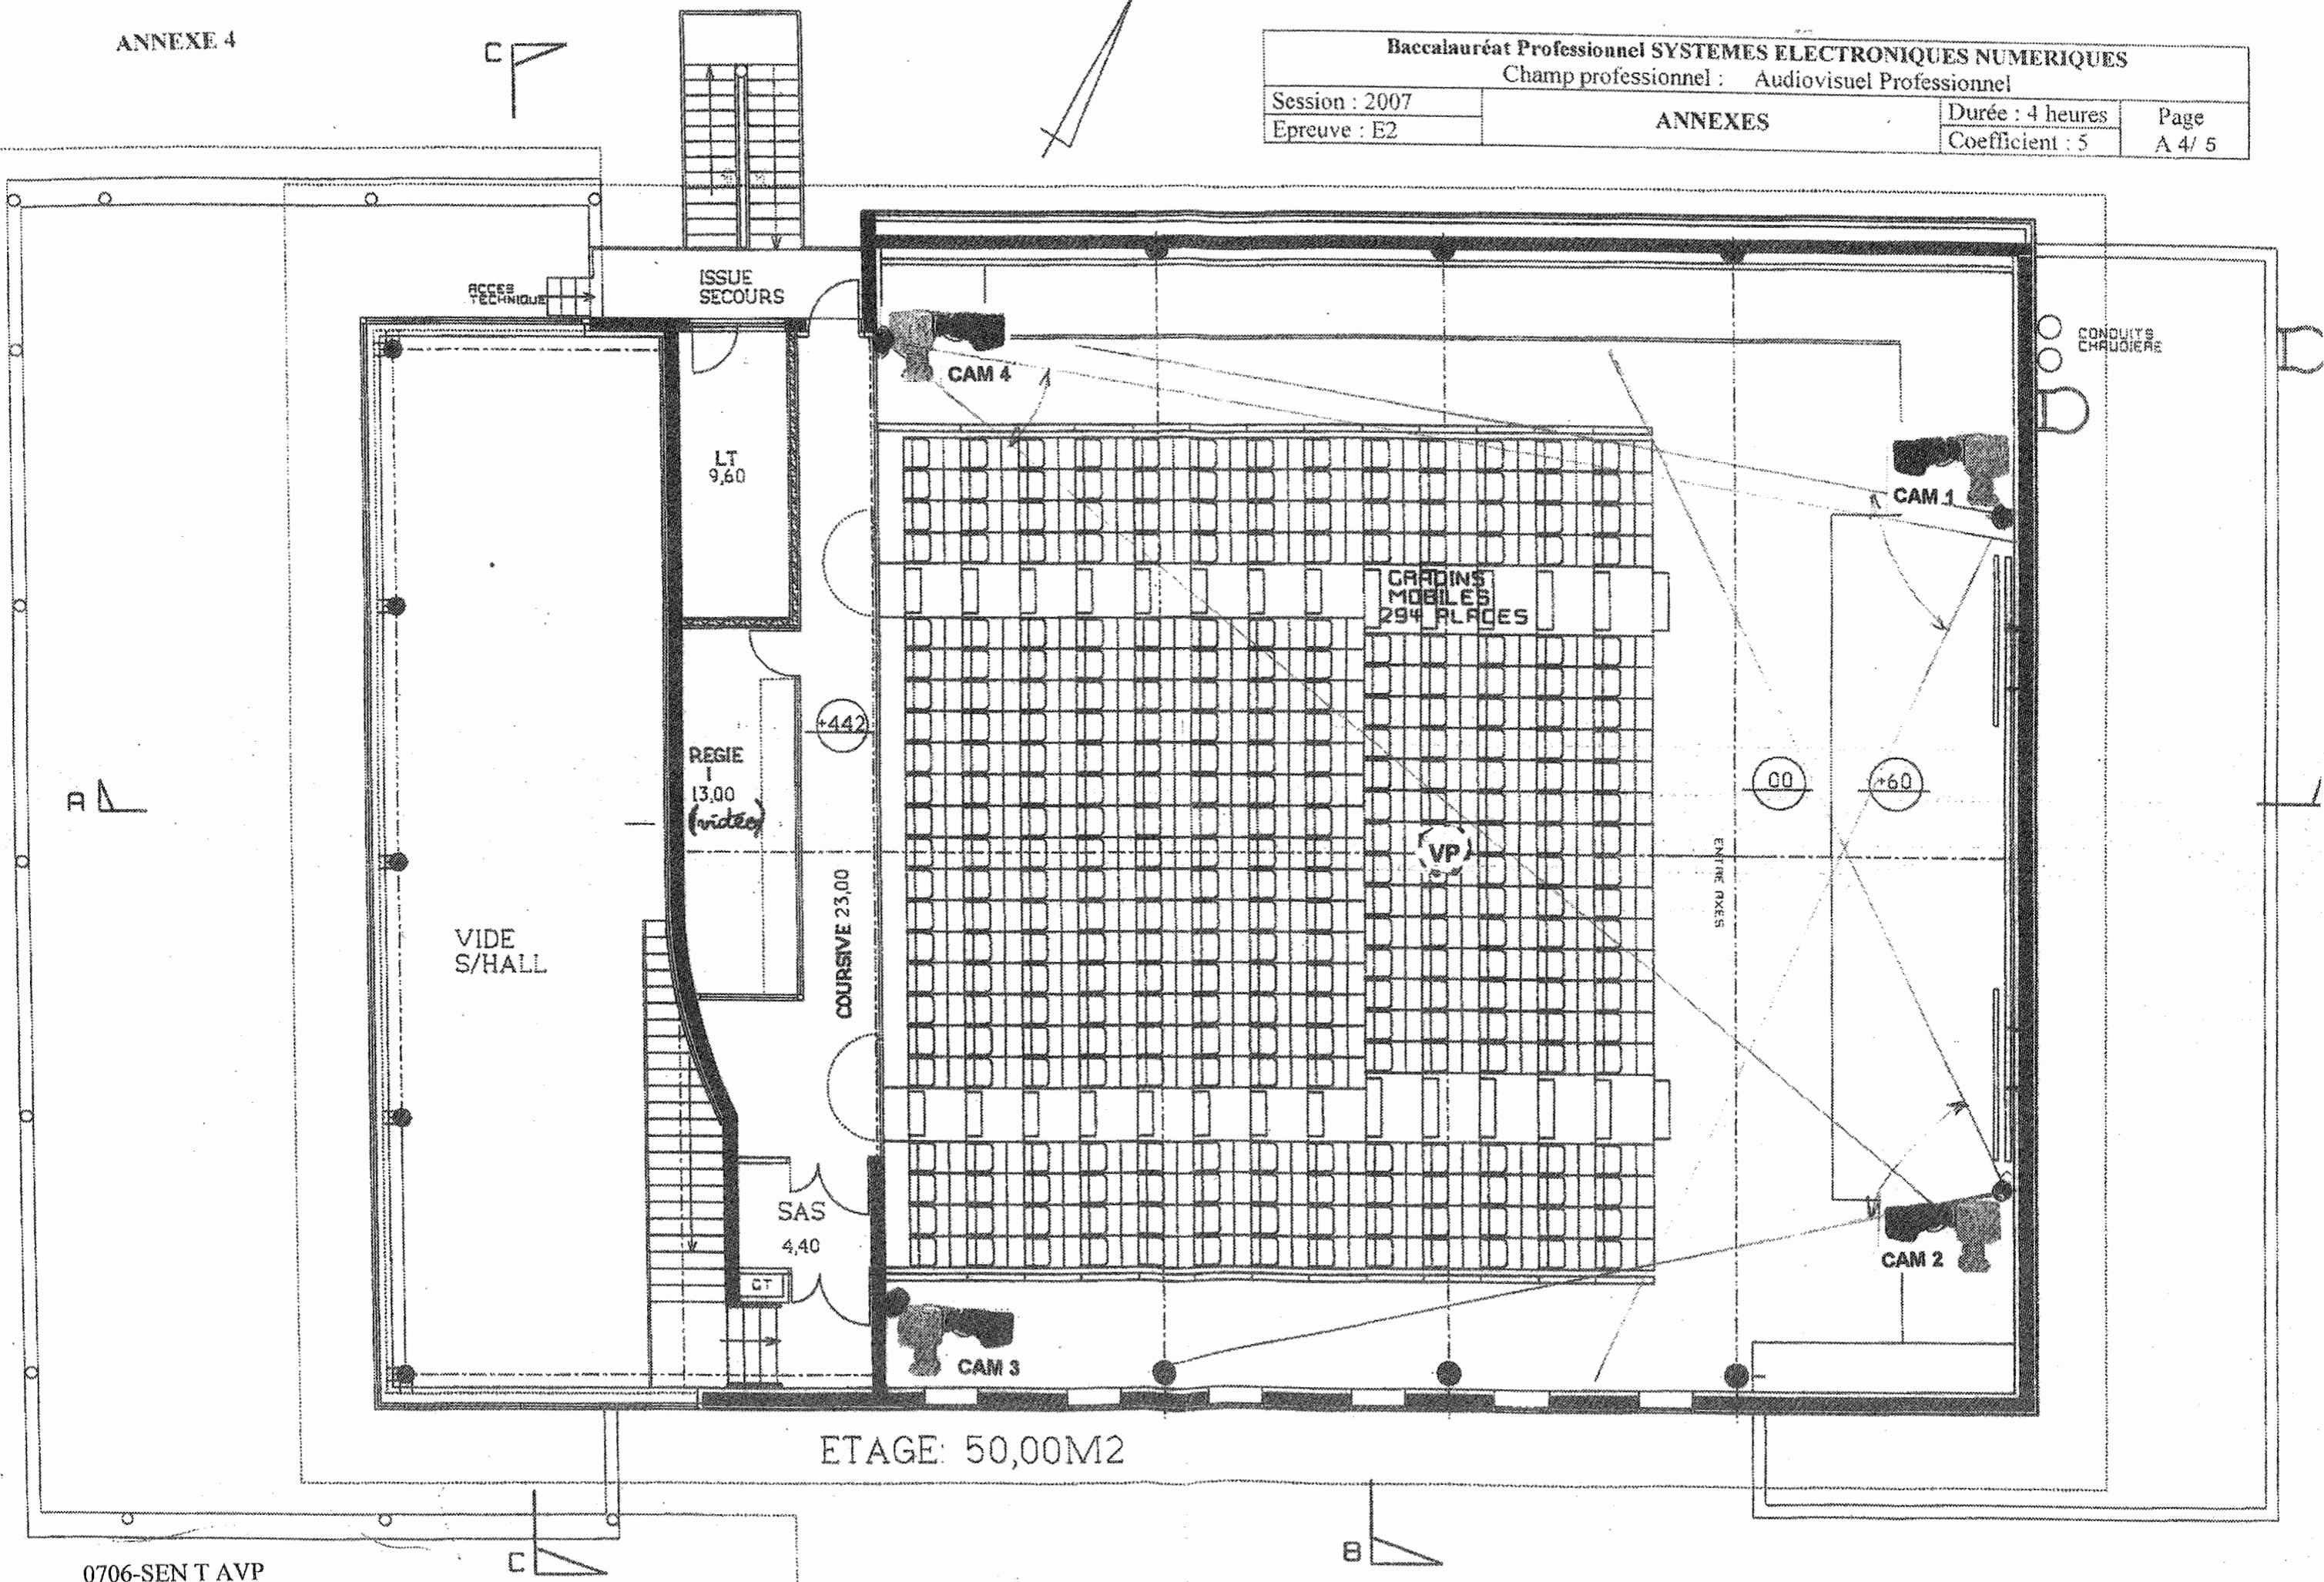 ANNEXE 4
C
Baccalauréat Professionnel SYSTEMES ELECTRONIQUES NUMERIQUES
Champ professionnel : Audiovisuel Professionnel
Session : 2007
Epreuve : E2
ANNEXES
Durée : 4 heures
Coefficient : 5
Page
A 4/ 5
ACCES
TECHNIQUE
ISSUE
SECOURS
CONDUITS
CHAUDIERE
CAM 4
CAM 1
LT
9,60
GRADINS
MOBILES
294 PLACES
+442
REGIE
1
13,00
(vidéo)
A
00
+60
VP
ENTRE AXES
COURSIVE 23,00
VIDE
S/HALL
SAS
4,40
CT
CAM 2
CAM 3
ETAGE: 50,00M2
C
B
0706-SEN T AVP